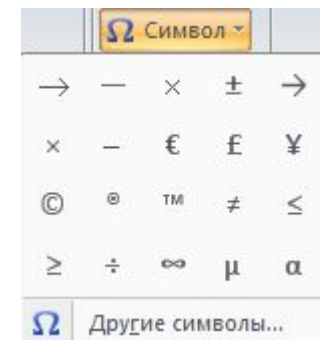 Ω Символ
→ — × ± →
× – € £ ¥
© ® ™ ≠ ≤
≥ ÷ ∞ µ α
Ω Другие символы...